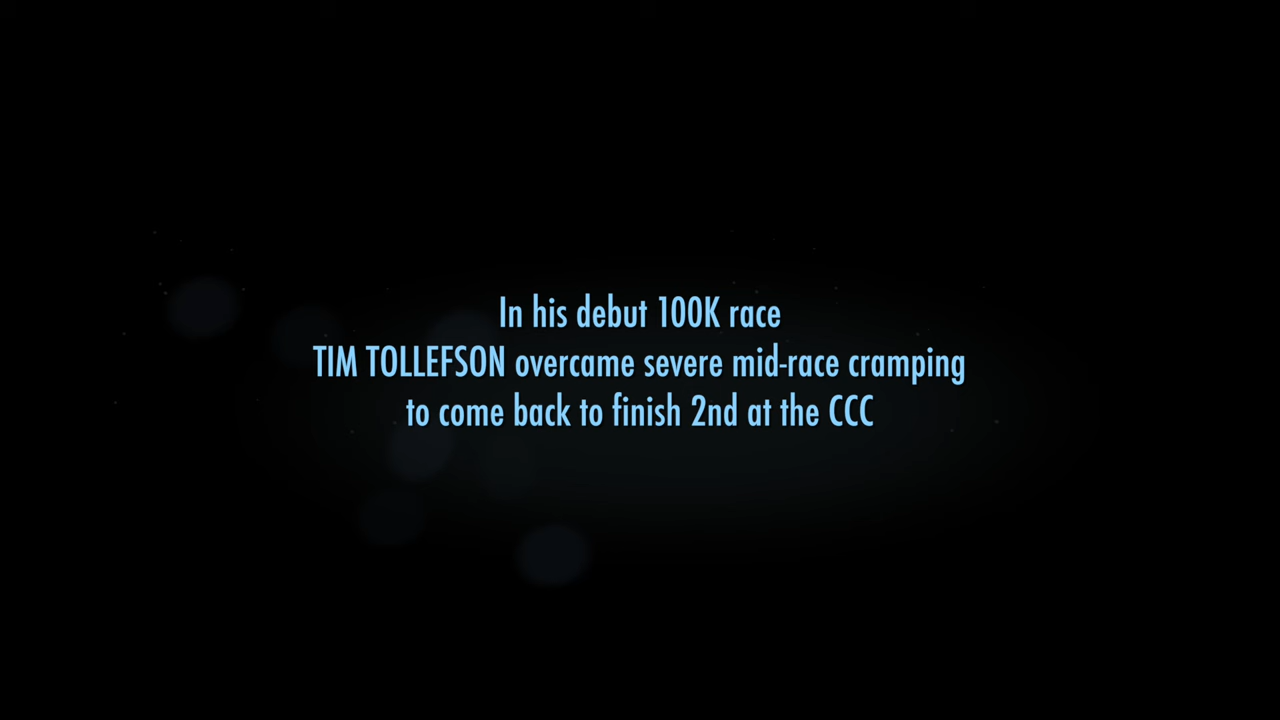 In his debut 100K race
TIM TOLLEFSON overcame severe mid-race cramping
to come back to finish 2nd at the CCC